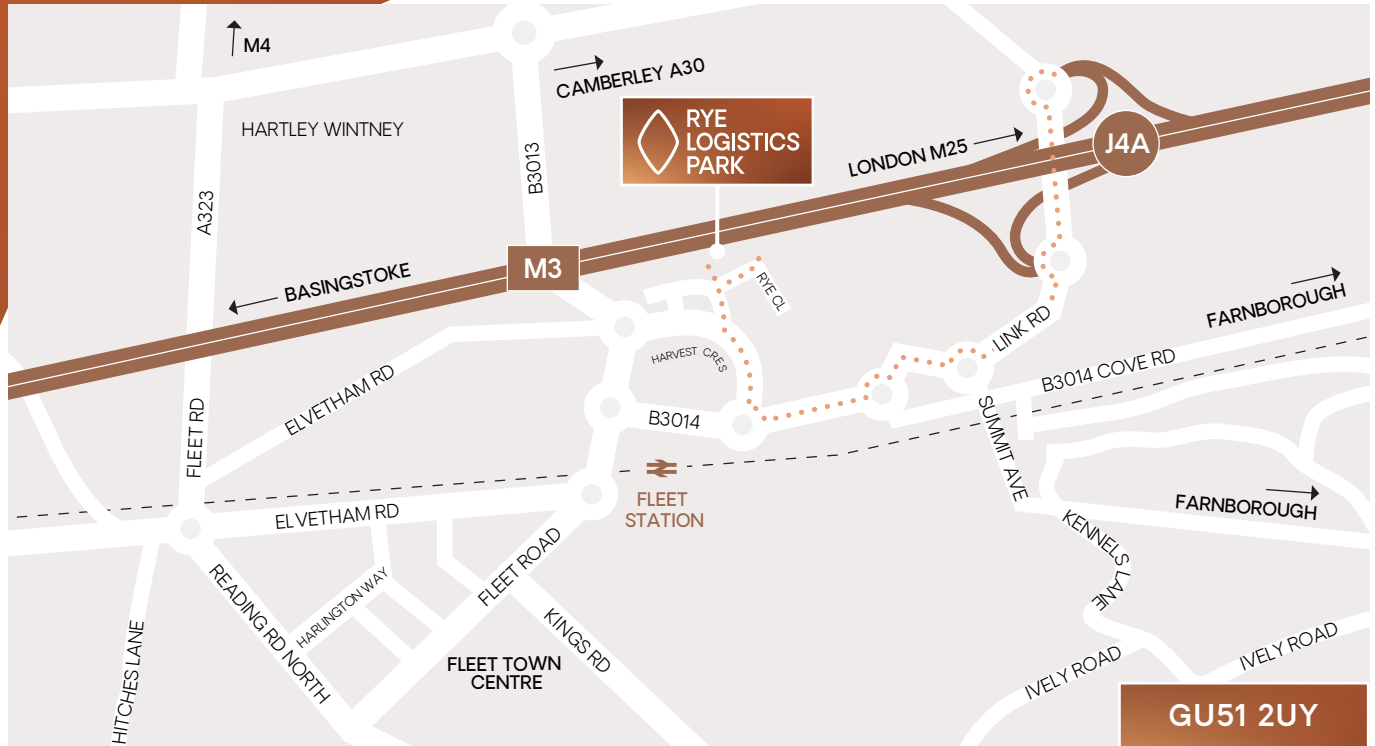 M4
CAMBERLEY A30
HARTLEY WINTNEY
RYE
LOGISTICS
PARK
J4A
LONDON M25
B3013
A323
M3
BASINGSTOKE
RYE CL
FARNBOROUGH
LINK RD
HARVEST CRES
B3014 COVE RD
ELVETHAM RD
FLEET RD
B3014
SUMMIT AVE
FLEET
STATION
FARNBOROUGH
ELVETHAM RD
KENNELS LANE
FLEET ROAD
READING RD NORTH
HARLINGTON WAY
KINGS RD
HITCHES LANE
FLEET TOWN
CENTRE
IVELY ROAD
IVELY ROAD
GU51 2UY